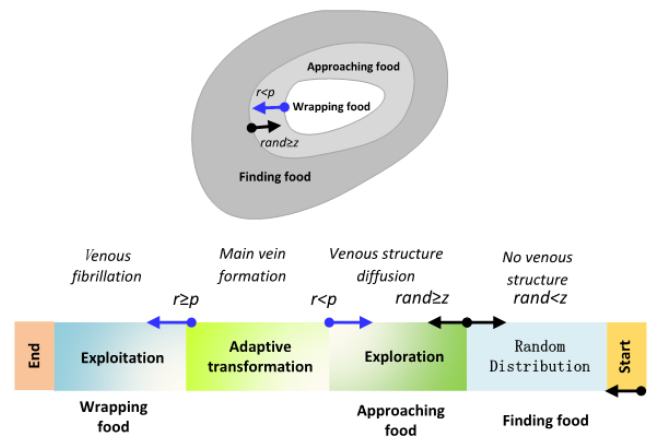 Approaching food
r<p
Wrapping food
rand≥z
Finding food
Venous
fibrillation
Main vein
formation
Venous structure
diffusion
No venous
structure
r≥p
r<p
rand≥z
rand<z
End
Exploitation
Adaptive
transformation
Exploration
Random
Distribution
Start
Wrapping
food
Approaching
food
Finding food